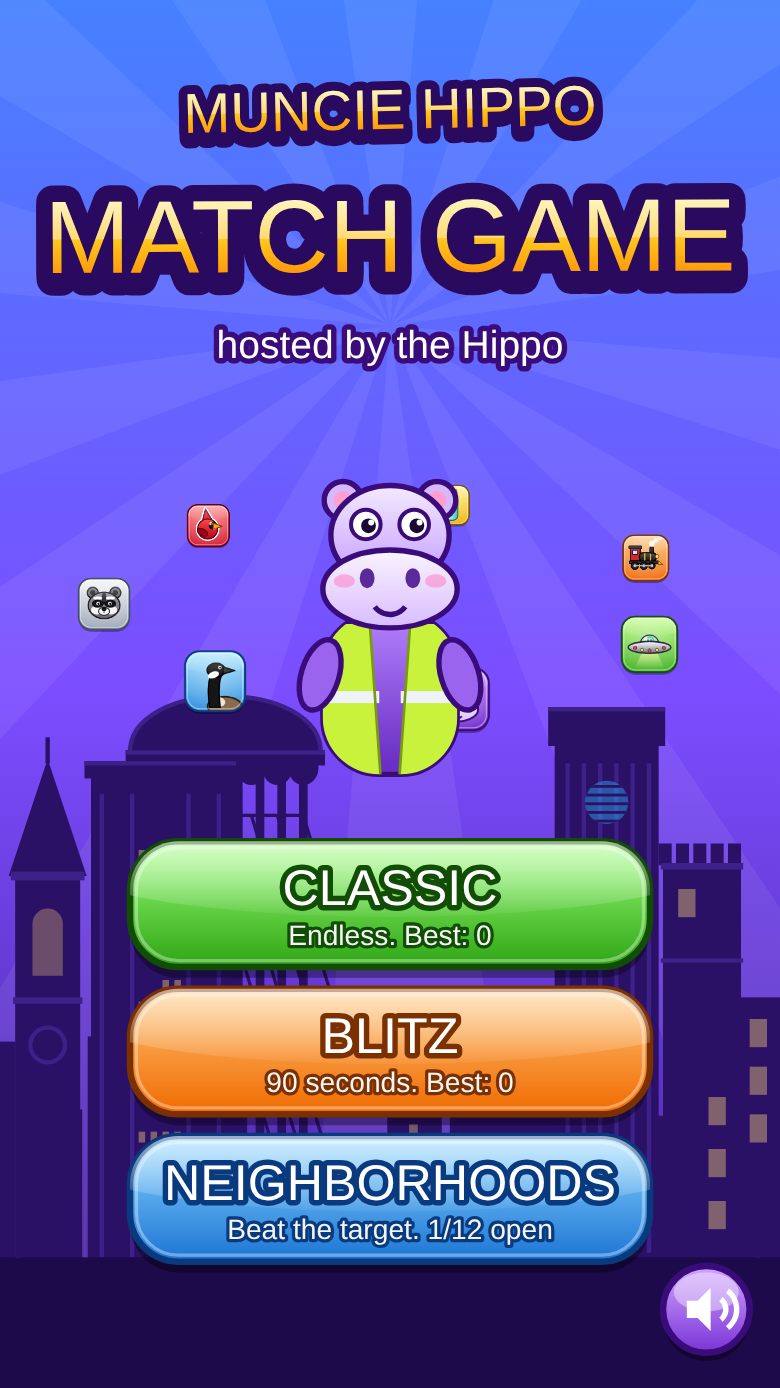 MUNCIE HIPPO
MATCH GAME
hosted by the Hippo
CLASSIC
Endless. Best: 0
BLITZ
90 seconds. Best: 0
NEIGHBORHOODS
Beat the target. 1/12 open